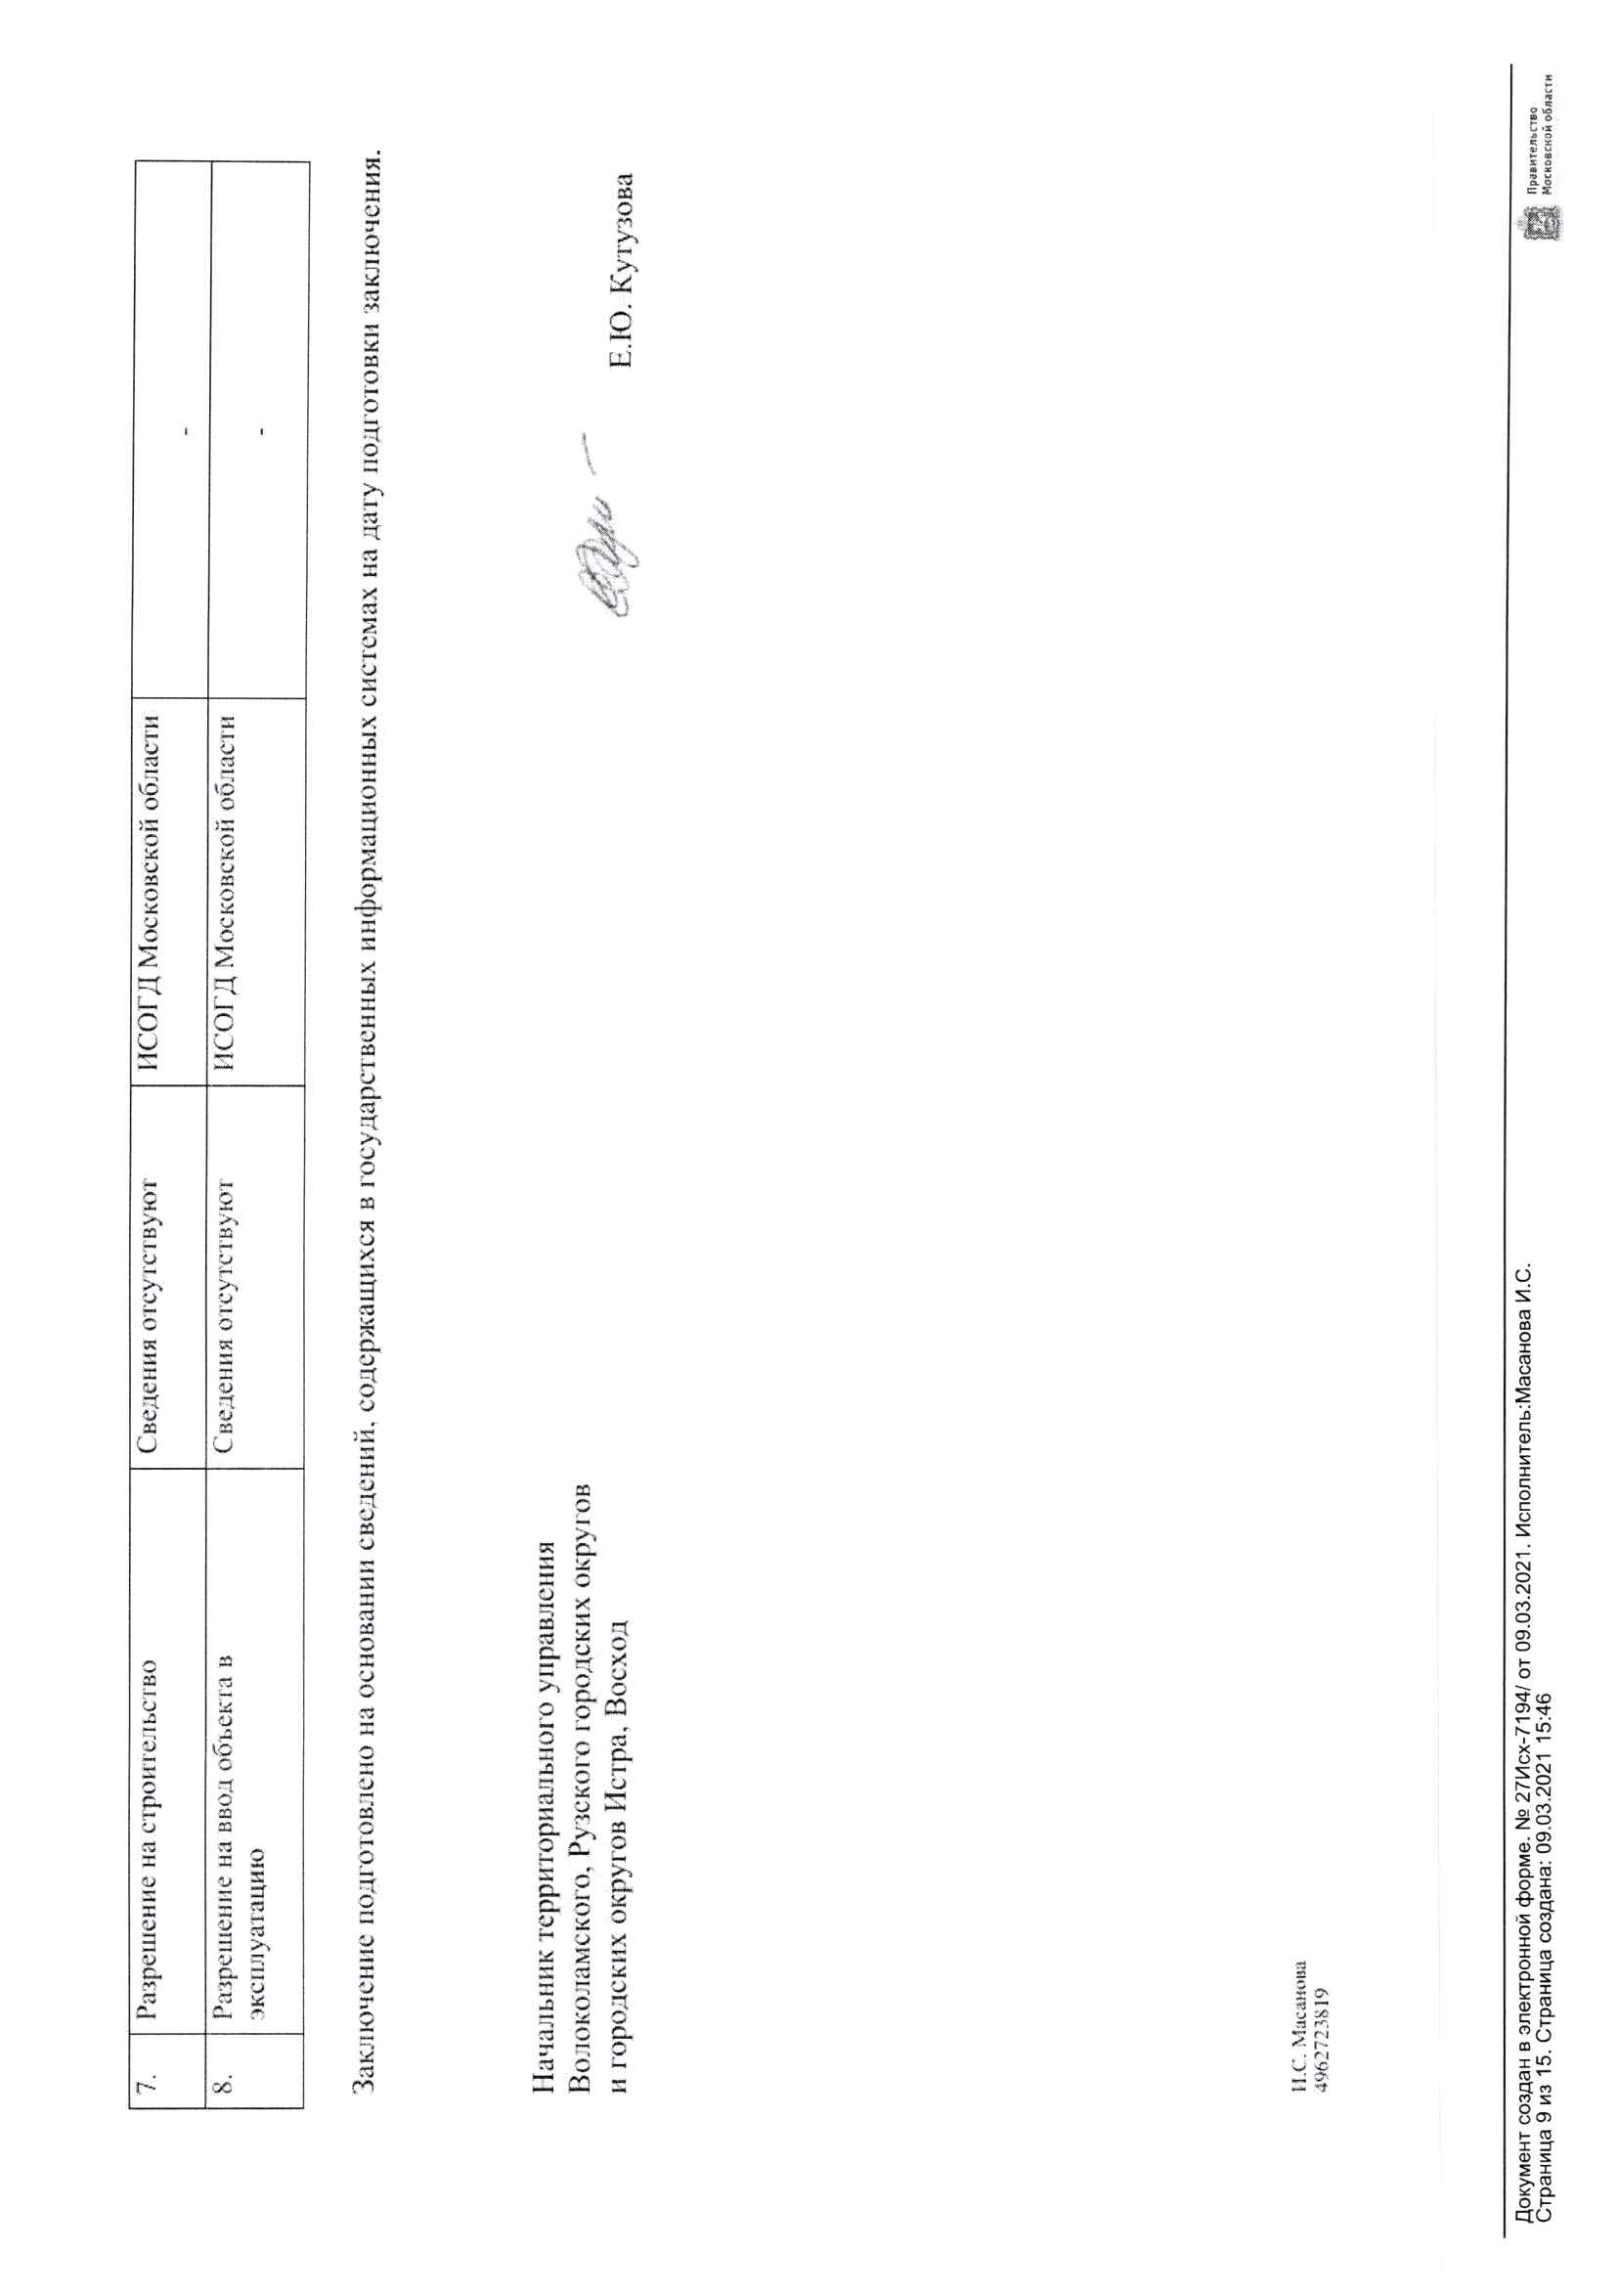 7. Разрешение на строительство Сведения отсутствуют ИСОГД Московской области -
8. Разрешение на ввод объекта в Сведения отсутствуют ИСОГД Московской области -
эксплуатацию
Заключение подготовлено на основании сведений, содержащихся в государственных информационных системах на дату подготовки заключения.
Начальник территориального управления
Волоколамского, Рузского городских округов
и городских округов Истра, Восход Е.Ю. Кутузова
И.С. Масанова
4962723819
Документ создан в электронной форме. № 27Исх-7194/ от 09.03.2021. Исполнитель:Масанова И.С.
Страница 9 из 15. Страница создана: 09.03.2021 15:46
Правительство
Московской области